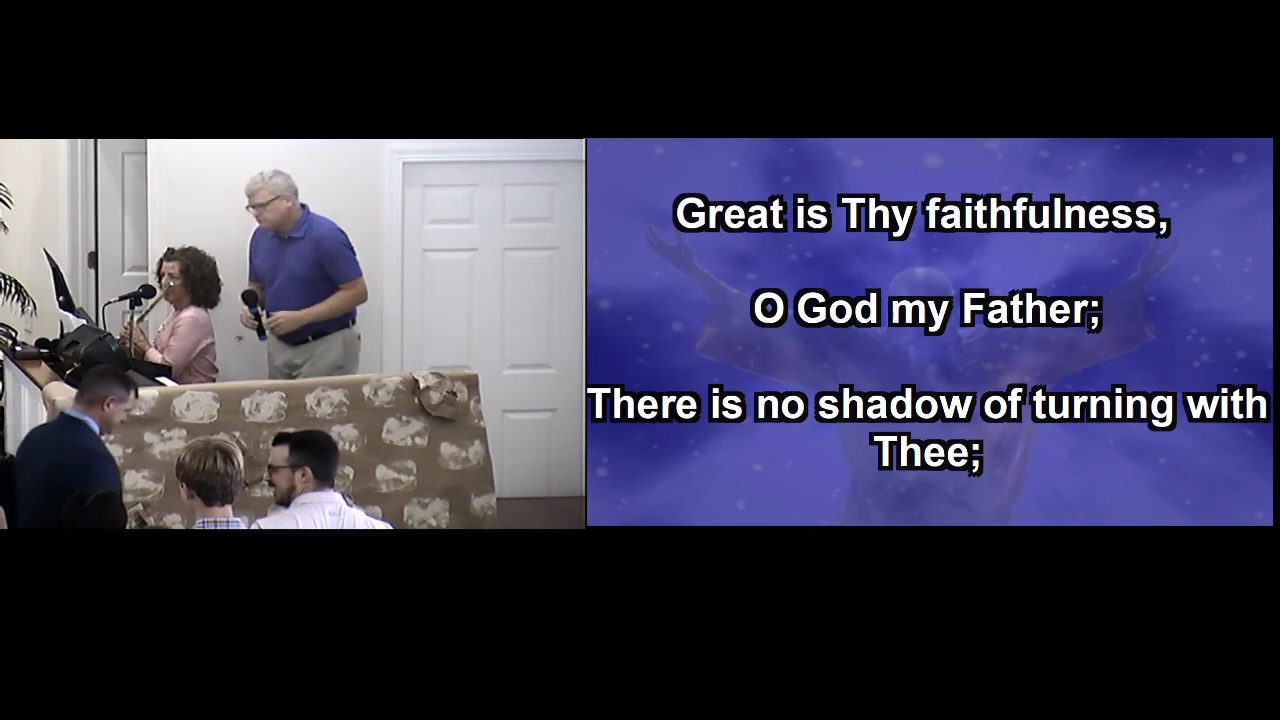 Great is Thy faithfulness,
O God my Father;
There is no shadow of turning with
Thee;